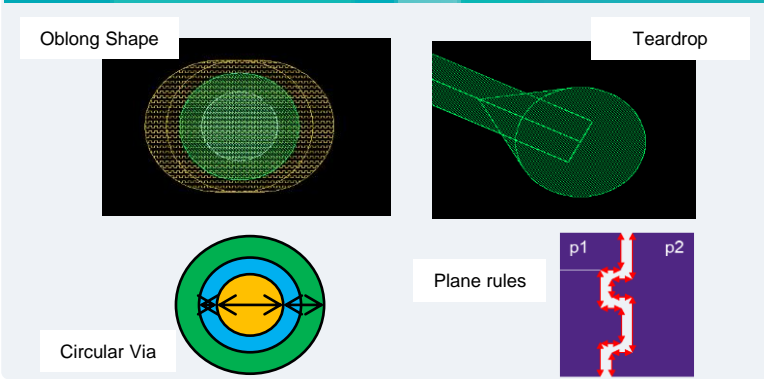 Oblong Shape
Teardrop
p1
p2
Plane rules
Circular Via